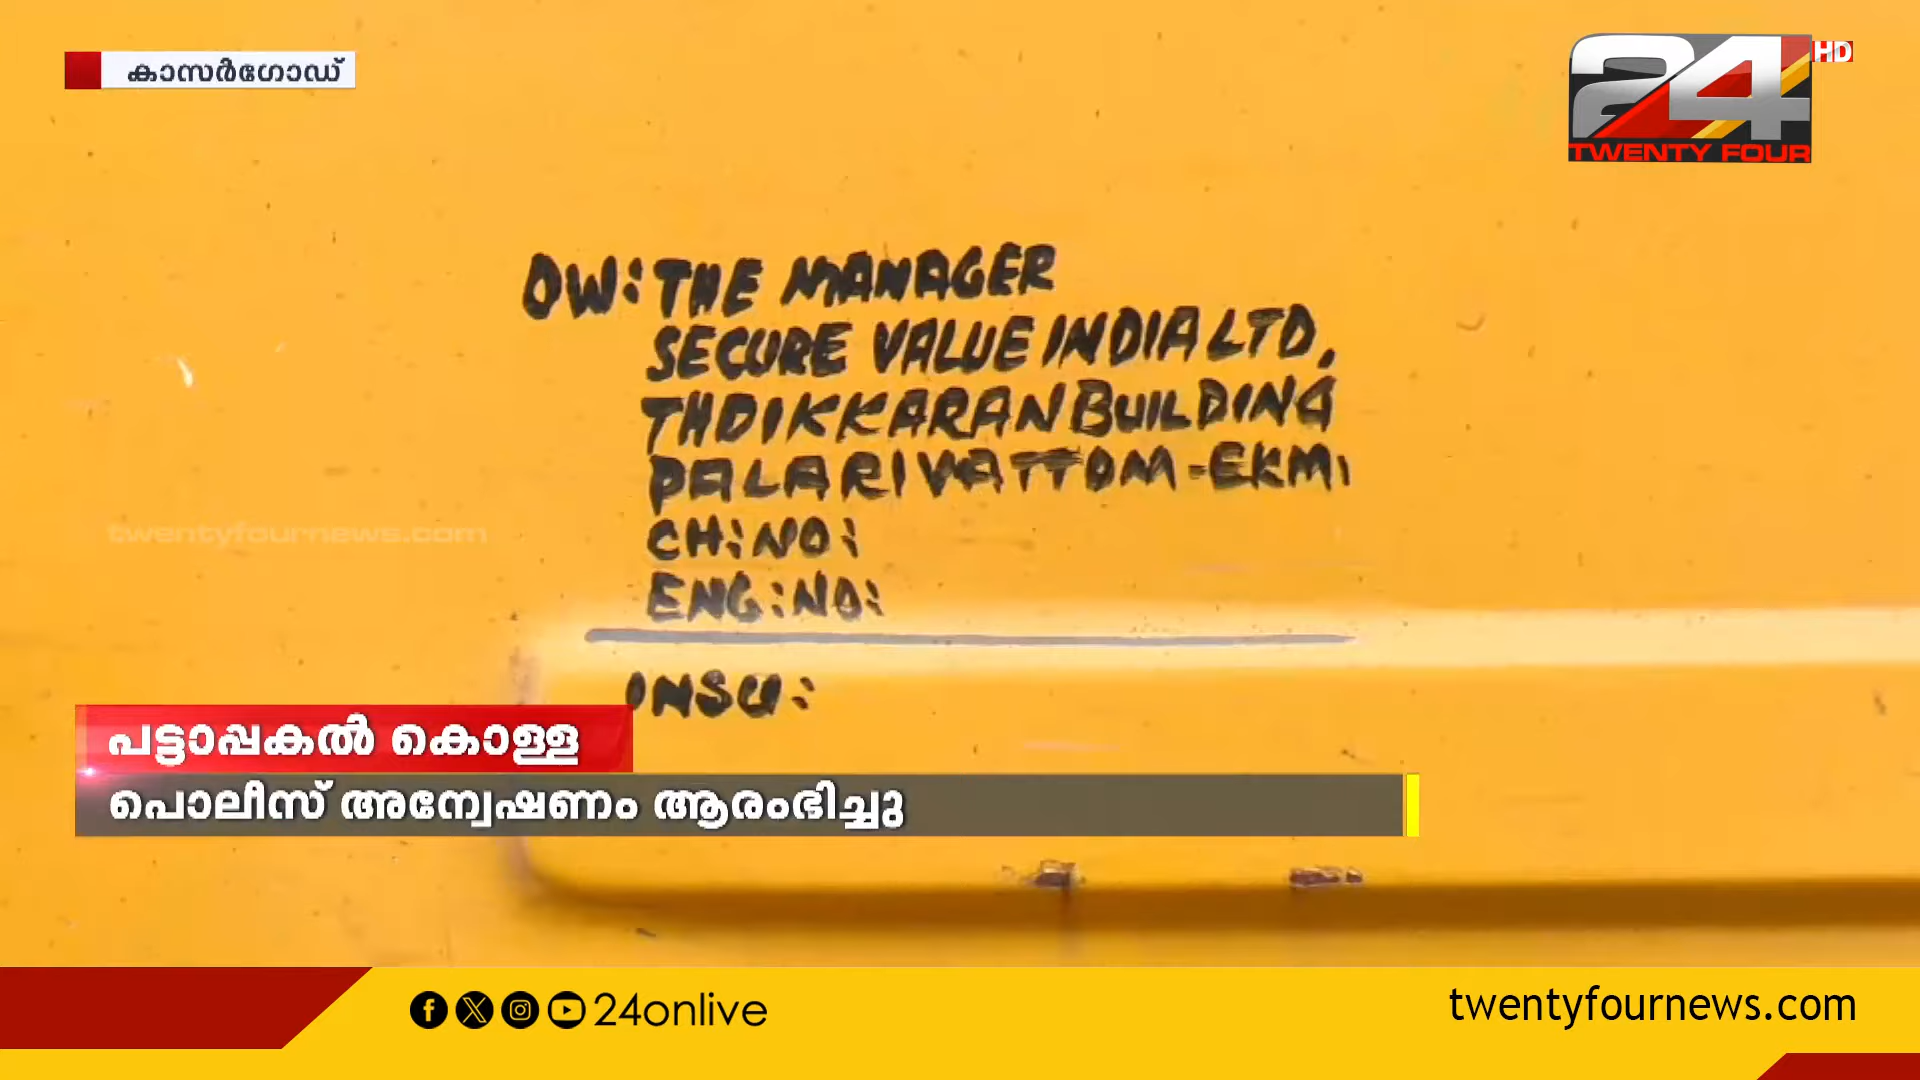 കാസർഗോഡ്
24 HD
TWENTY FOUR
OW: THE MANAGER
SECURE VALUE INDIA LTD,
THDIKKARAN BUILDING
PALARIVATTOM-EKM,
CH:NO:
ENG:NO:
INSU:
twentyfournews.com
പട്ടാപ്പകൽ കൊള്ള
പൊലീസ് അന്വേഷണം ആരംഭിച്ചു
24onlive
twentyfournews.com